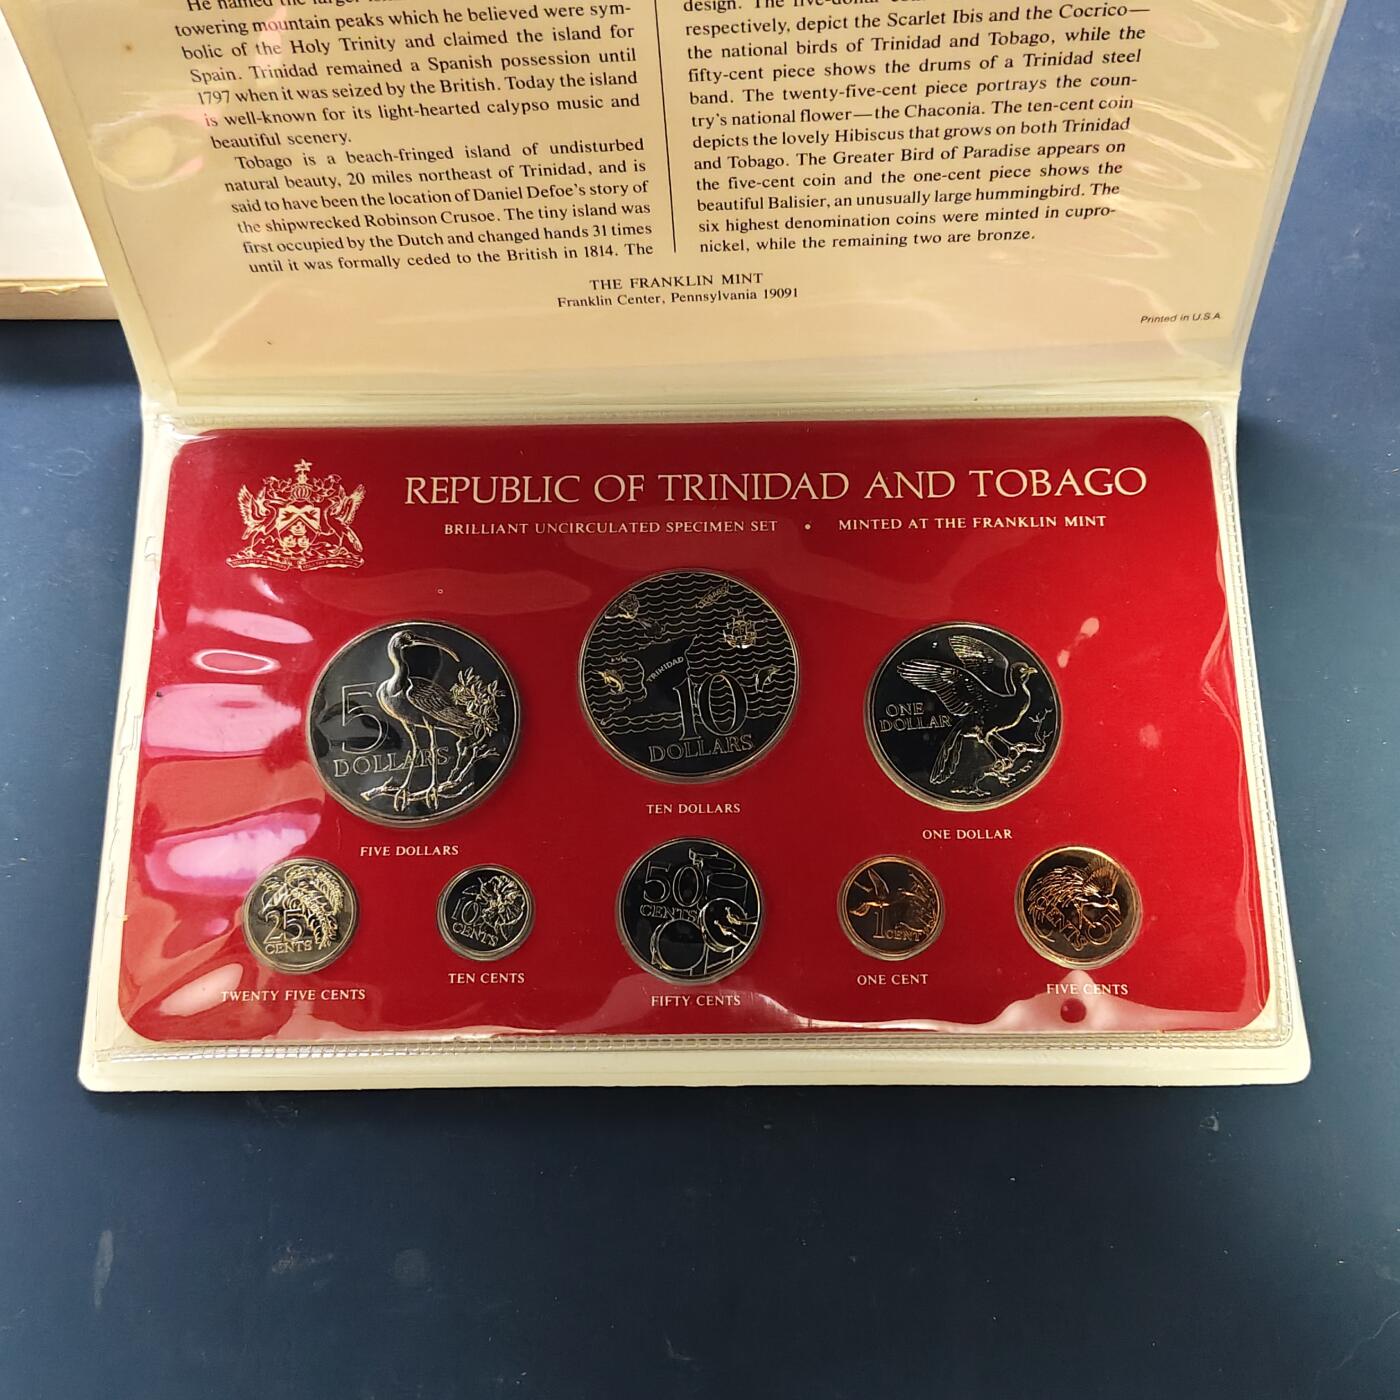 He named the larger
towering mountain peaks which he believed were sym-
bolic of the Holy Trinity and claimed the island for
Spain. Trinidad remained a Spanish possession until
1797 when it was seized by the British. Today the island
is well-known for its light-hearted calypso music and
beautiful scenery.
Tobago is a beach-fringed island of undisturbed
natural beauty, 20 miles northeast of Trinidad, and is
said to have been the location of Daniel Defoe's story of
the shipwrecked Robinson Crusoe. The tiny island was
first occupied by the Dutch and changed hands 31 times
until it was formally ceded to the British in 1814. The
design. The five-dollar
respectively, depict the Scarlet Ibis and the Cocrico—
the national birds of Trinidad and Tobago, while the
fifty-cent piece shows the drums of a Trinidad steel
band. The twenty-five-cent piece portrays the coun-
try's national flower—the Chaconia. The ten-cent coin
depicts the lovely Hibiscus that grows on both Trinidad
and Tobago. The Greater Bird of Paradise appears on
the five-cent coin and the one-cent piece shows the
beautiful Balisier, an unusually large hummingbird. The
six highest denomination coins were minted in cupro-
nickel, while the remaining two are bronze.
THE FRANKLIN MINT
Franklin Center, Pennsylvania 19091
Printed in U.S.A.
REPUBLIC OF TRINIDAD AND TOBAGO
BRILLIANT UNCIRCULATED SPECIMEN SET • MINTED AT THE FRANKLIN MINT
5
DOLLARS
FIVE DOLLARS
TOBAGO
TRINIDAD
10
DOLLARS
TEN DOLLARS
ONE
DOLLAR
ONE DOLLAR
25
CENTS
TWENTY FIVE CENTS
10
CENTS
TEN CENTS
50
CENTS
FIFTY CENTS
1
CENT
ONE CENT
5
CENTS
FIVE CENTS